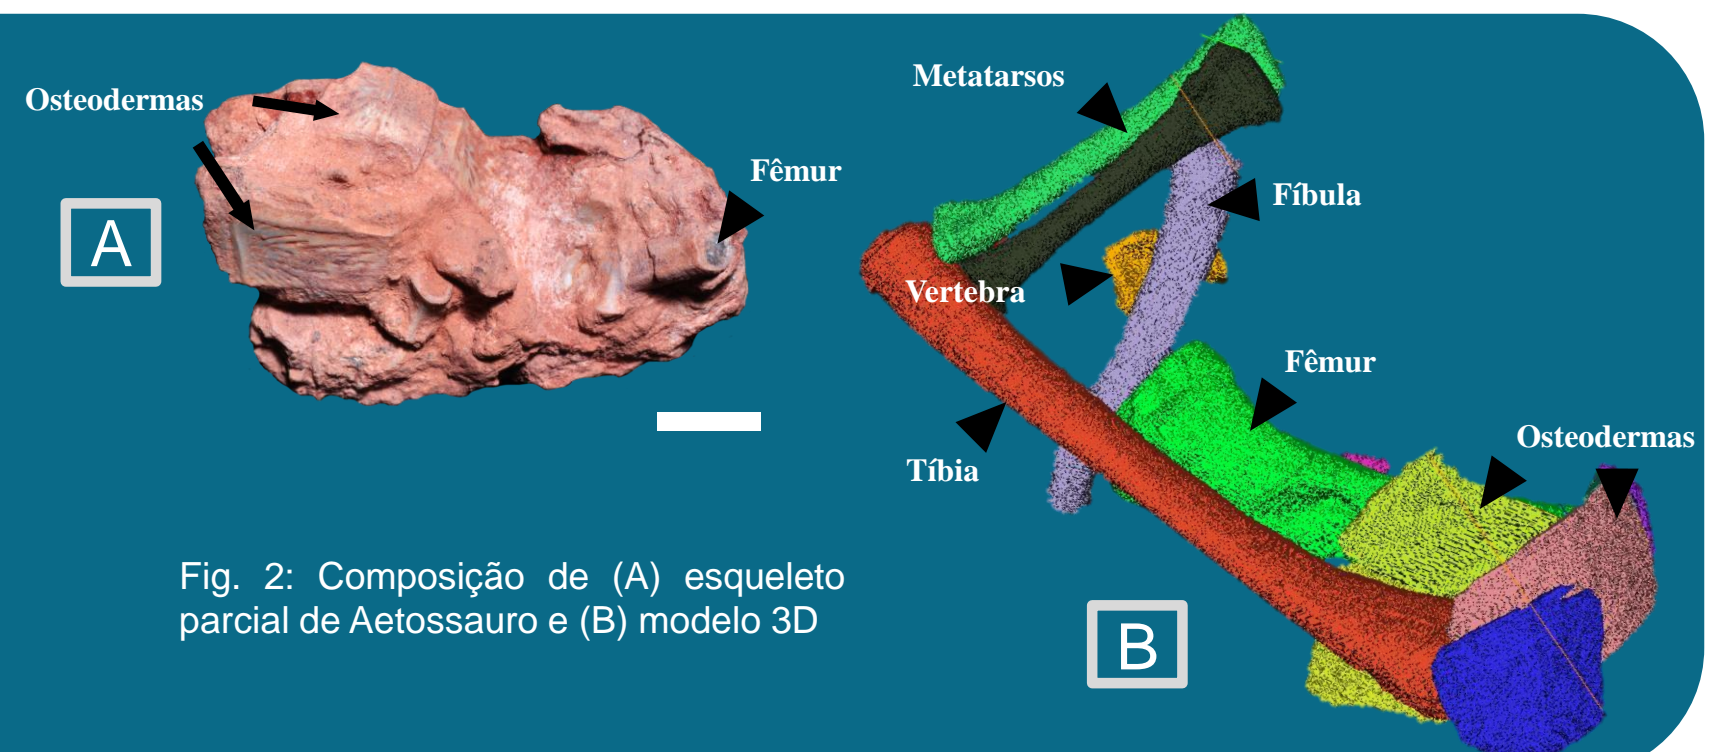 Osteodermas
Fêmur
A
Metatarsos
Fíbula
Vertebra
Fêmur
Osteodermas
Tíbia
B
Fig. 2: Composição de (A) esqueleto
parcial de Aetossauro e (B) modelo 3D